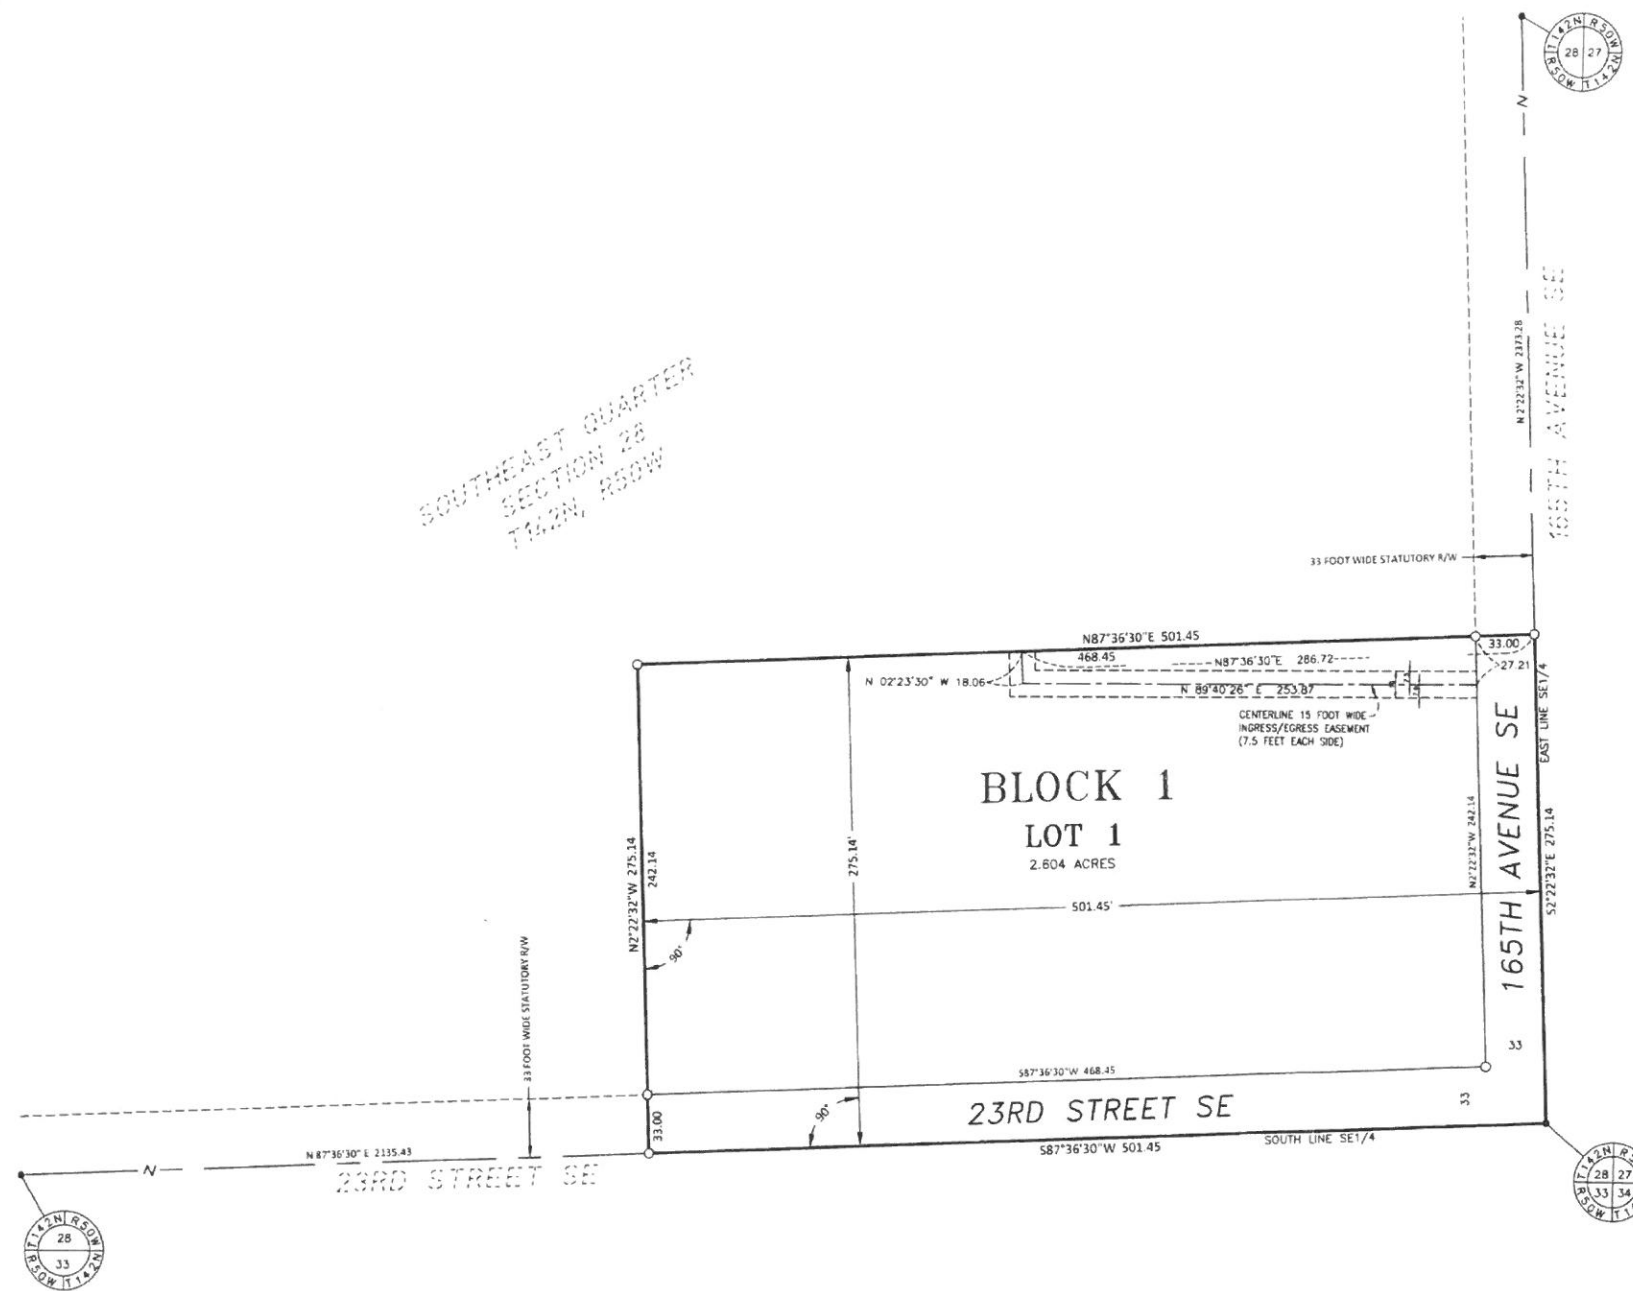 T142N R50W
28 27
R50W T142N
N
N 2°22'32" W 2373.28
165TH AVENUE SE
SOUTHEAST QUARTER
SECTION 28
T142N, R50W
33 FOOT WIDE STATUTORY R/W
N87°36'30"E 501.45
33.00
468.45
N87°36'30"E 286.72
27.21
N 02°23'30" W 18.06
N 89°40'26" E 253.87
CENTERLINE 15 FOOT WIDE
INGRESS/EGRESS EASEMENT
(7.5 FEET EACH SIDE)
EAST LINE SE1/4
BLOCK 1
LOT 1
2.604 ACRES
N2°22'32"W 275.14
242.14
275.14'
N2°22'32"W 242.14
165TH AVENUE SE
S2°22'32"E 275.14
501.45'
90°
33 FOOT WIDE STATUTORY R/W
33
S87°36'30"W 468.45
33
33.00
90°
23RD STREET SE
SOUTH LINE SE1/4
S87°36'30"W 501.45
N 87°36'30" E 2135.43
N
23RD STREET SE
T142N R50W
28
33
R50W T142N
T142N
28 27
33 34
R50W